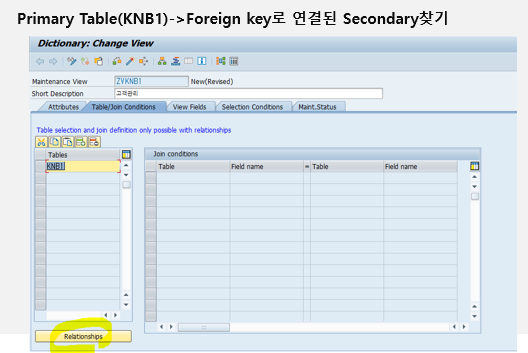 Primary Table(KNB1)->Foreign key로 연결된 Secondary찾기
Dictionary: Change View
Maintenance View ZYKNB1 New(Revised)
Short Description 고객관리
Attributes Table/Join Conditions View Fields Selection Conditions Maint.Status
Table selection and join definition only possible with relationships
Tables
KNB1
Join conditions
Table Field name = Table Field name
Relationships